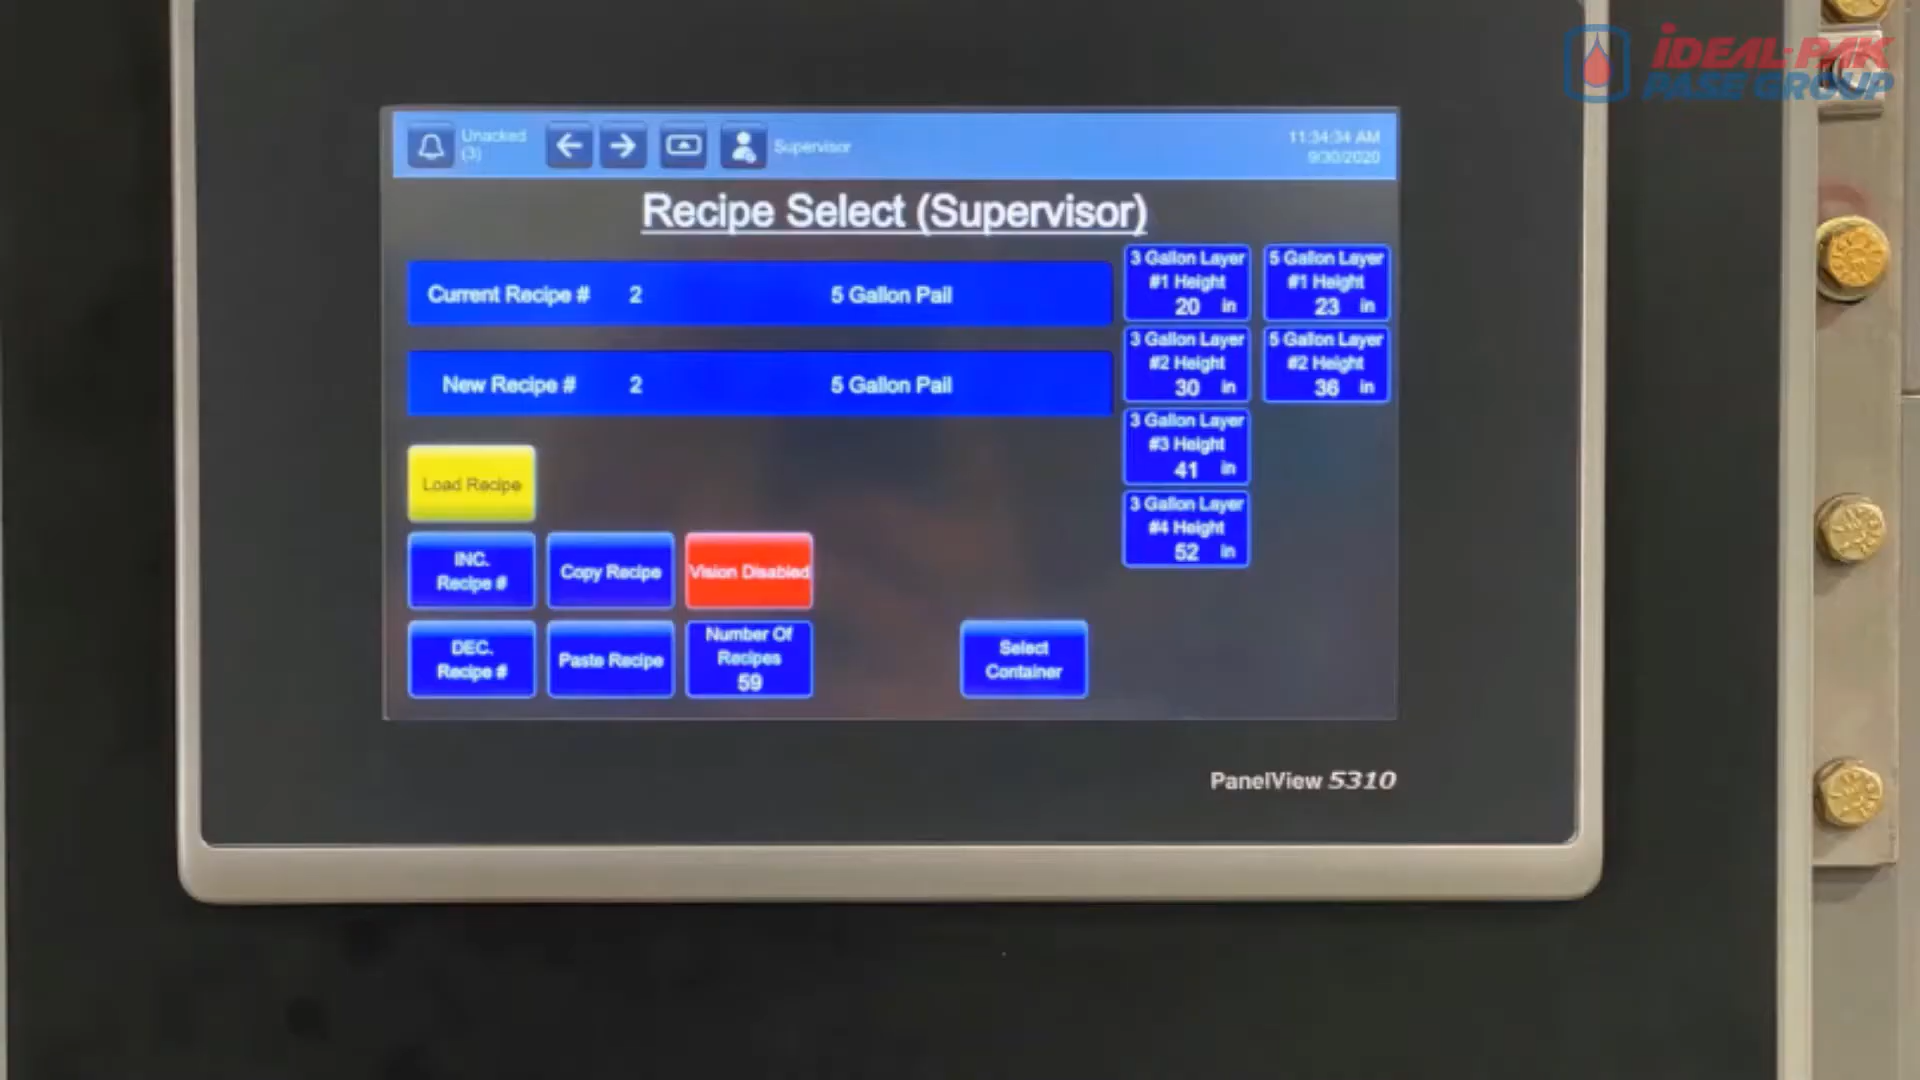 iDEAL-PAK
PASE GROUP
Unacked
(3)
Supervisor
11:34:34 AM
9/30/2020
Recipe Select (Supervisor)
Current Recipe # 2 5 Gallon Pail
New Recipe # 2 5 Gallon Pail
3 Gallon Layer
#1 Height
20 in
5 Gallon Layer
#1 Height
23 in
3 Gallon Layer
#2 Height
30 in
5 Gallon Layer
#2 Height
36 in
3 Gallon Layer
#3 Height
41 in
3 Gallon Layer
#4 Height
52 in
Load Recipe
INC.
Recipe #
Copy Recipe
Vision Disabled
DEC.
Recipe #
Paste Recipe
Number Of
Recipes
59
Select
Container
PanelView 5310